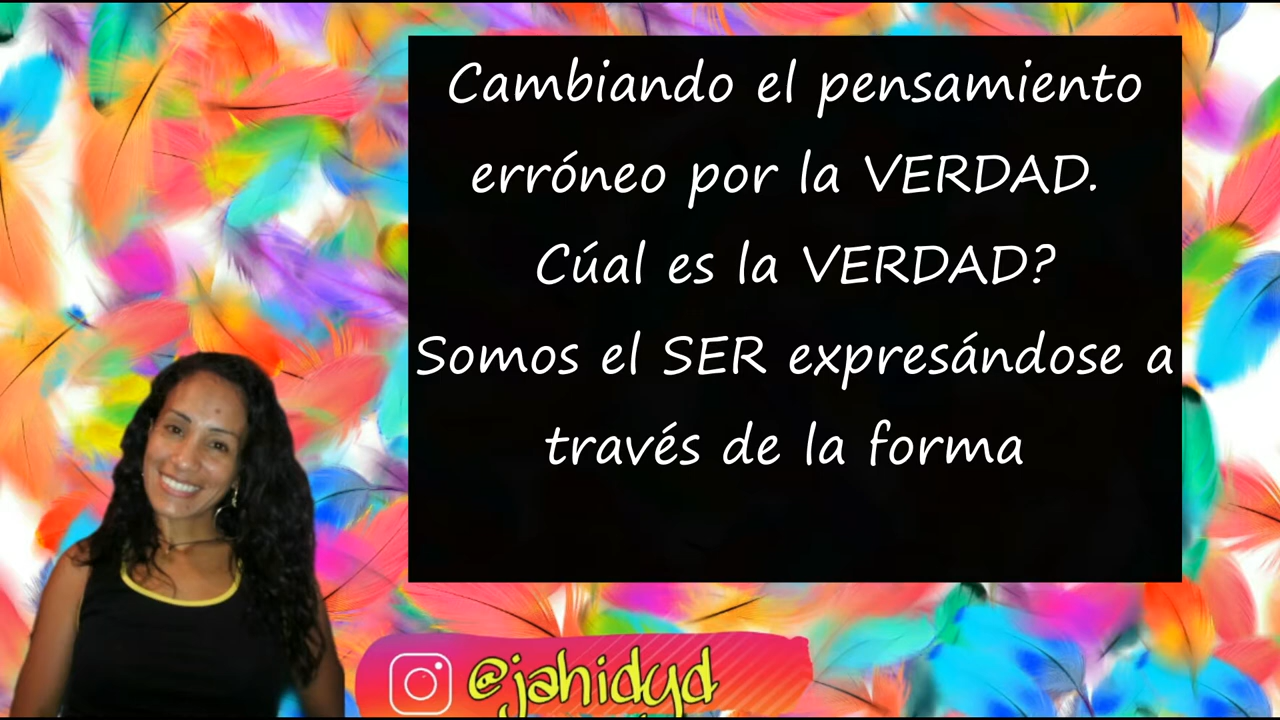 Cambiando el pensamiento
erróneo por la VERDAD.
Cúal es la VERDAD?
Somos el SER expresándose a
través de la forma
@jahidyd